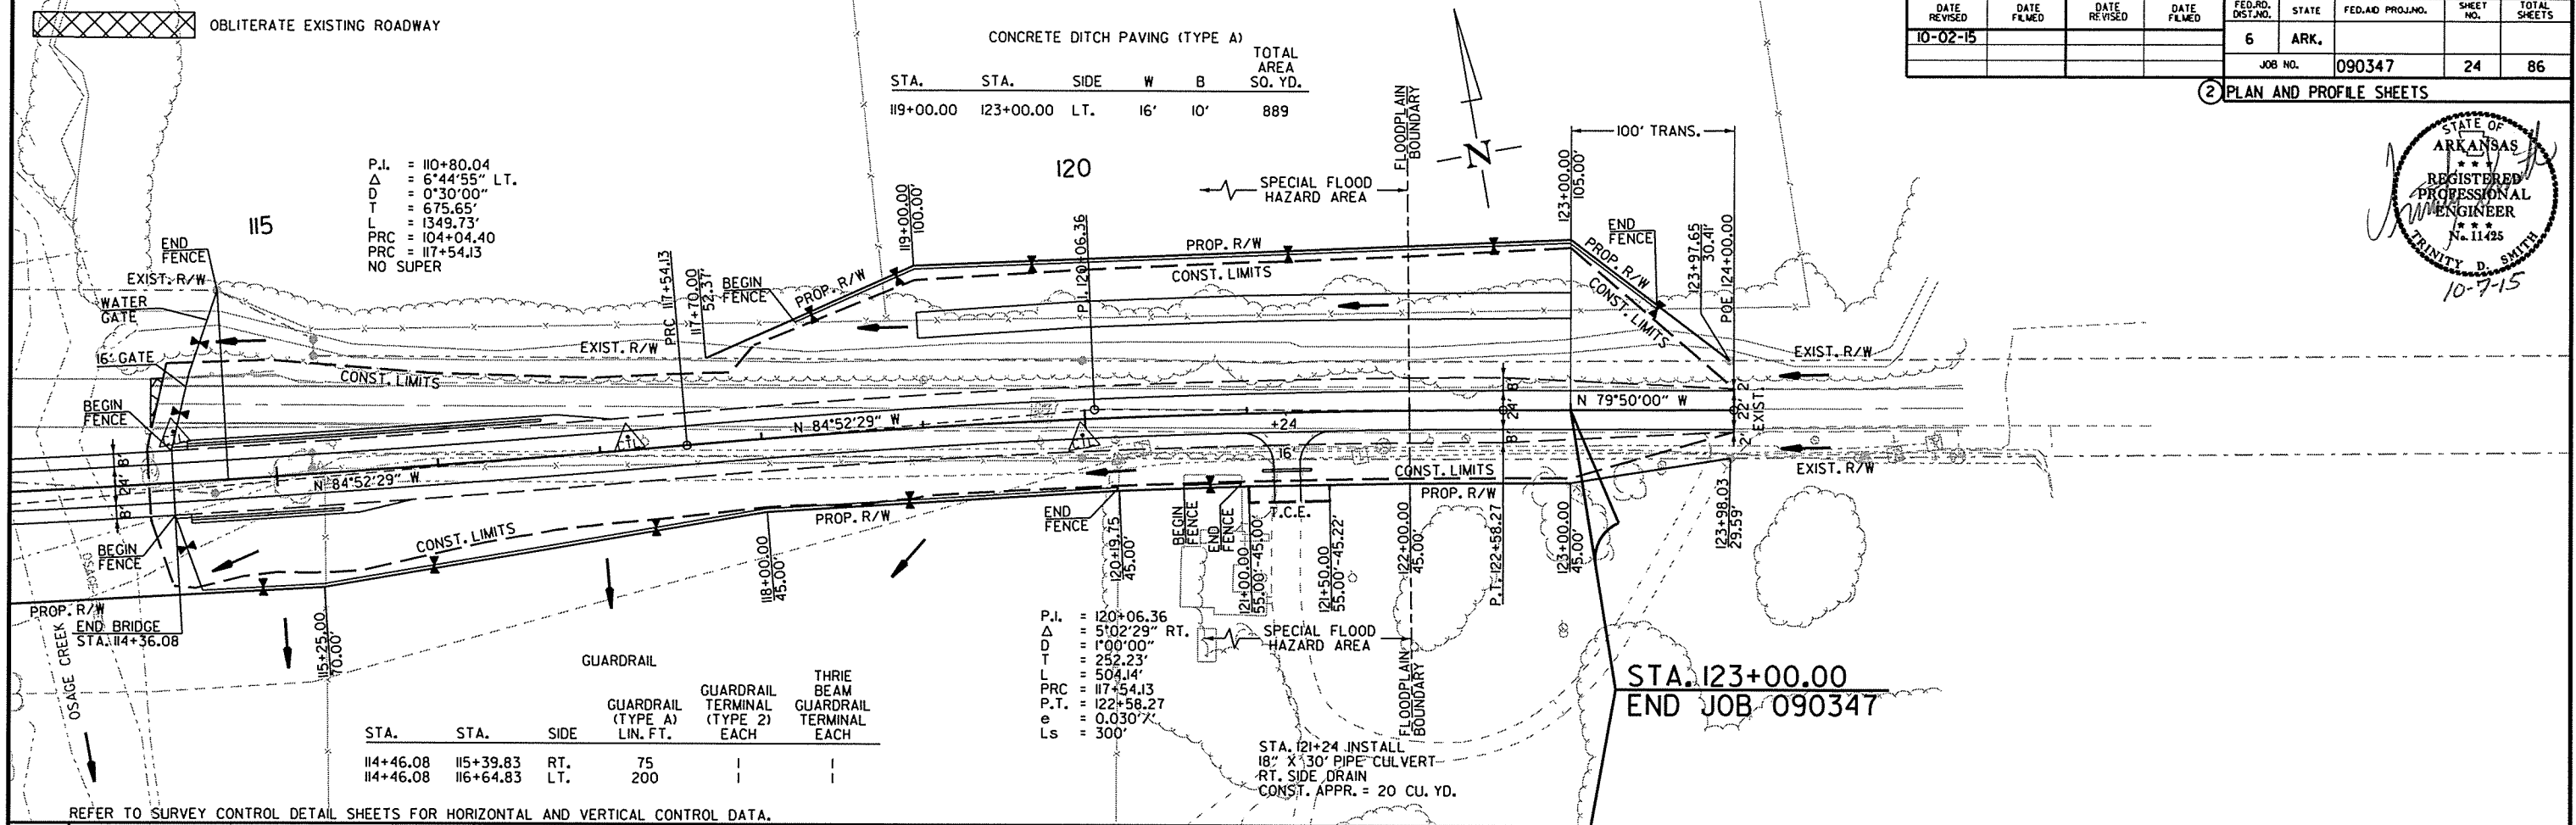 OBLITERATE EXISTING ROADWAY
DATE REVISED
DATE FILMED
DATE REVISED
DATE FILMED
FED.RD. DIST.NO.
STATE
FED.AID PROJ.NO.
SHEET NO.
TOTAL SHEETS
10-02-15
6 ARK.
JOB NO. 090347 24 86
2 PLAN AND PROFILE SHEETS
STATE OF
ARKANSAS
* * *
REGISTERED
PROFESSIONAL
ENGINEER
* * *
No. 11425
TRINITY D. SMITH
10-7-15
CONCRETE DITCH PAVING (TYPE A)
STA. STA. SIDE W B TOTAL AREA SQ. YD.
119+00.00 123+00.00 LT. 16' 10' 889
P.I. = 110+80.04
Δ = 6°44'55" LT.
D = 0°30'00"
T = 675.65'
L = 1349.73'
PRC = 104+04.40
PRC = 117+54.13
NO SUPER
115
120
N
FLOODPLAIN
BOUNDARY
SPECIAL FLOOD
HAZARD AREA
100' TRANS.
END
FENCE
EXIST. R/W
WATER
GATE
16' GATE
BEGIN
FENCE
CONST. LIMITS
EXIST. R/W
PRC 117+54.13
117+70.00
52.37'
BEGIN
FENCE
PROP. R/W
119+00.00
100.00'
P.I. 120+06.36
PROP. R/W
CONST. LIMITS
123+00.00
105.00'
END
FENCE
PROP. R/W
CONST. LIMITS
123+97.65
30.41'
POE 124+00.00
EXIST. R/W
8'
24'
8'
N 84°52'29" W
N 84°52'29" W
+24
16'
8'
24'
8'
N 79°50'00" W
2'
22'
2'
EXIST.
EXIST. R/W
CONST. LIMITS
PROP. R/W
BEGIN
FENCE
CONST. LIMITS
PROP. R/W
END
FENCE
BEGIN
FENCE
END
FENCE
T.C.E.
PROP. R/W
END BRIDGE
STA. 114+36.08
OSAGE CREEK
115+25.00
70.00'
118+00.00
45.00'
120+19.75
45.00'
121+00.00
55.00'-45.00'
121+50.00
55.00'-45.22'
122+00.00
45.00'
P.T. 122+58.27
123+00.00
45.00'
123+98.03
29.59'
P.I. = 120+06.36
Δ = 5°02'29" RT.
D = 1°00'00"
T = 252.23'
L = 504.14'
PRC = 117+54.13
P.T. = 122+58.27
e = 0.030'/'
Ls = 300'
SPECIAL FLOOD
HAZARD AREA
FLOODPLAIN
BOUNDARY
GUARDRAIL
STA. STA. SIDE GUARDRAIL (TYPE A) LIN. FT. GUARDRAIL TERMINAL (TYPE 2) EACH THRIE BEAM GUARDRAIL TERMINAL EACH
114+46.08 115+39.83 RT. 75 1 1
114+46.08 116+64.83 LT. 200 1 1
STA. 121+24 INSTALL
18" X 30' PIPE CULVERT
RT. SIDE DRAIN
CONST. APPR. = 20 CU. YD.
STA. 123+00.00
END JOB 090347
REFER TO SURVEY CONTROL DETAIL SHEETS FOR HORIZONTAL AND VERTICAL CONTROL DATA.